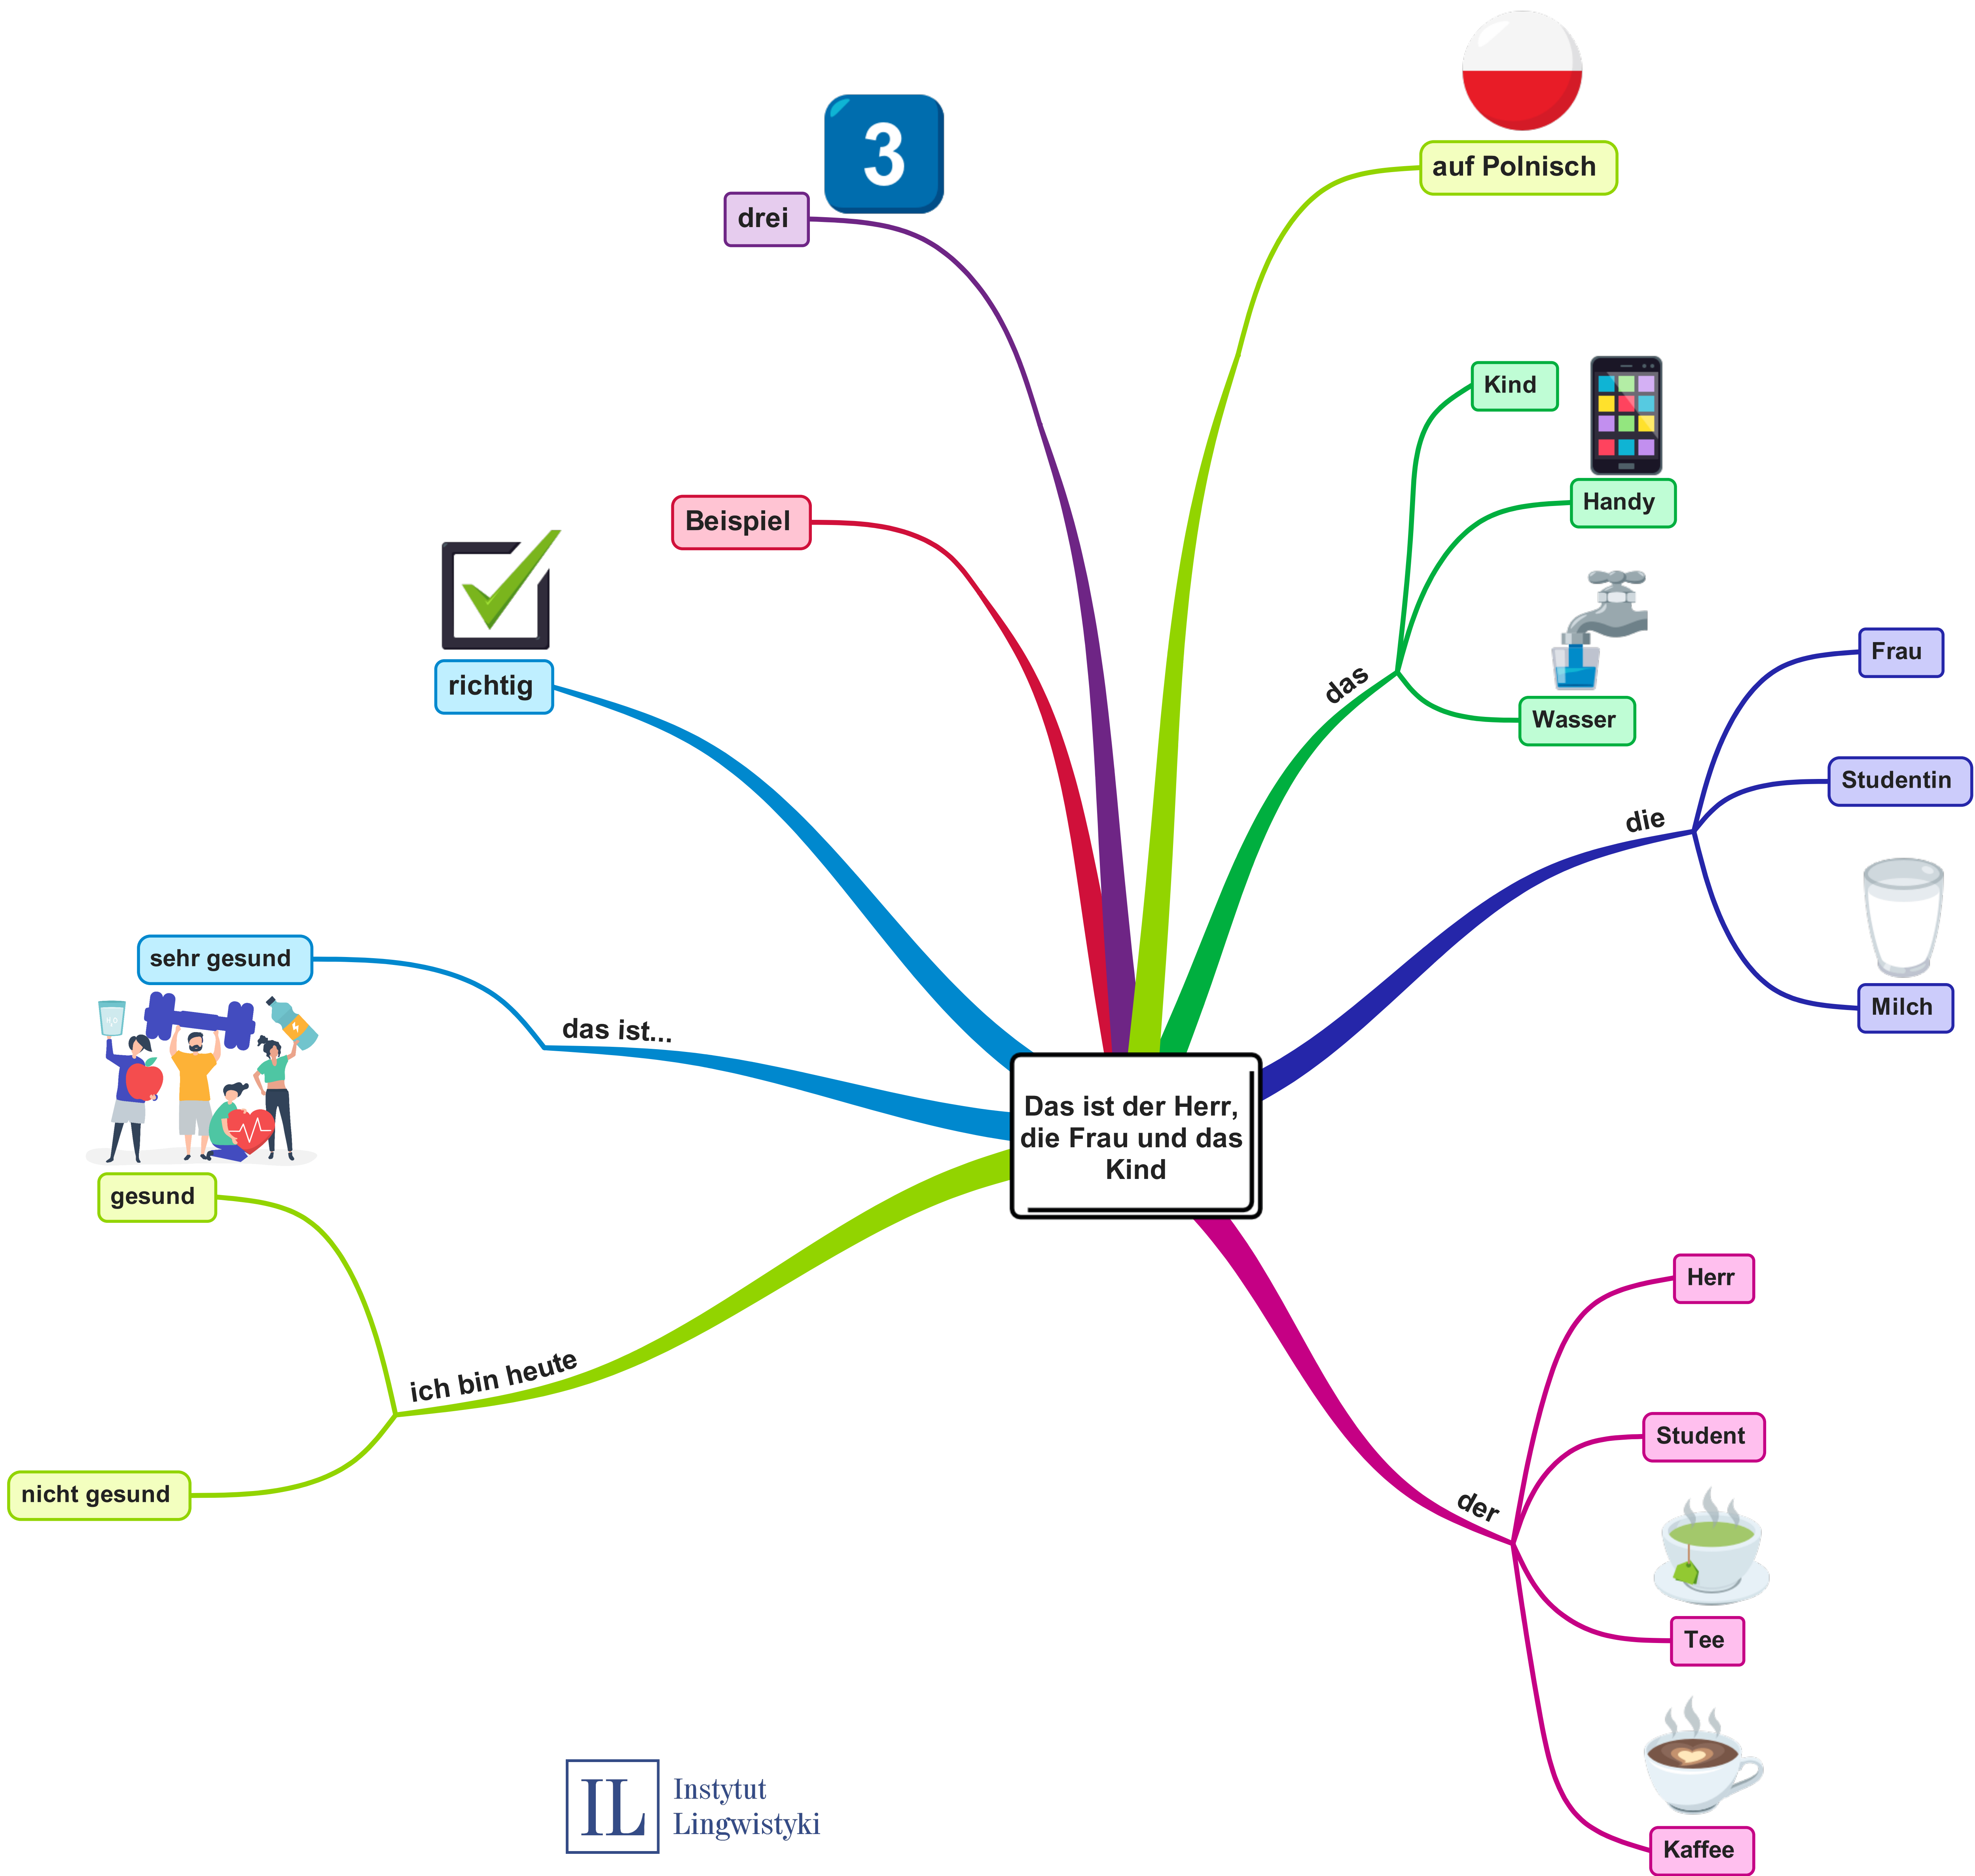 3
auf Polnisch
drei
Kind
Handy
Beispiel
Wasser
das
richtig
Frau
Studentin
die
Milch
sehr gesund
das ist...
H₂O
Das ist der Herr,
die Frau und das
Kind
gesund
ich bin heute
nicht gesund
Herr
Student
der
Tee
Kaffee
IL
Instytut
Lingwistyki